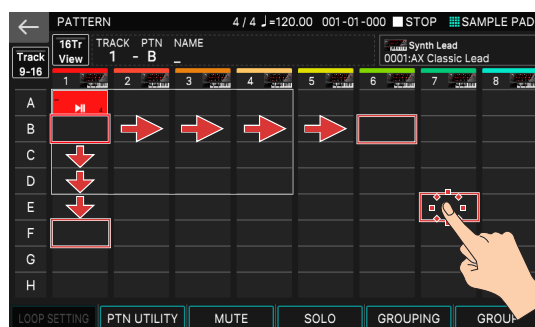 PATTERN 4 / 4 ♩=120.00 001-01-000 STOP SAMPLE PAD
16Tr View TRACK PTN NAME
1 - B _
Synth Lead
0001:AX Classic Lead
Track 9-16
1 2 3 4 5 6 7 8
A
B
C
D
E
F
G
H
LOOP SETTING PTN UTILITY MUTE SOLO GROUPING GROUP